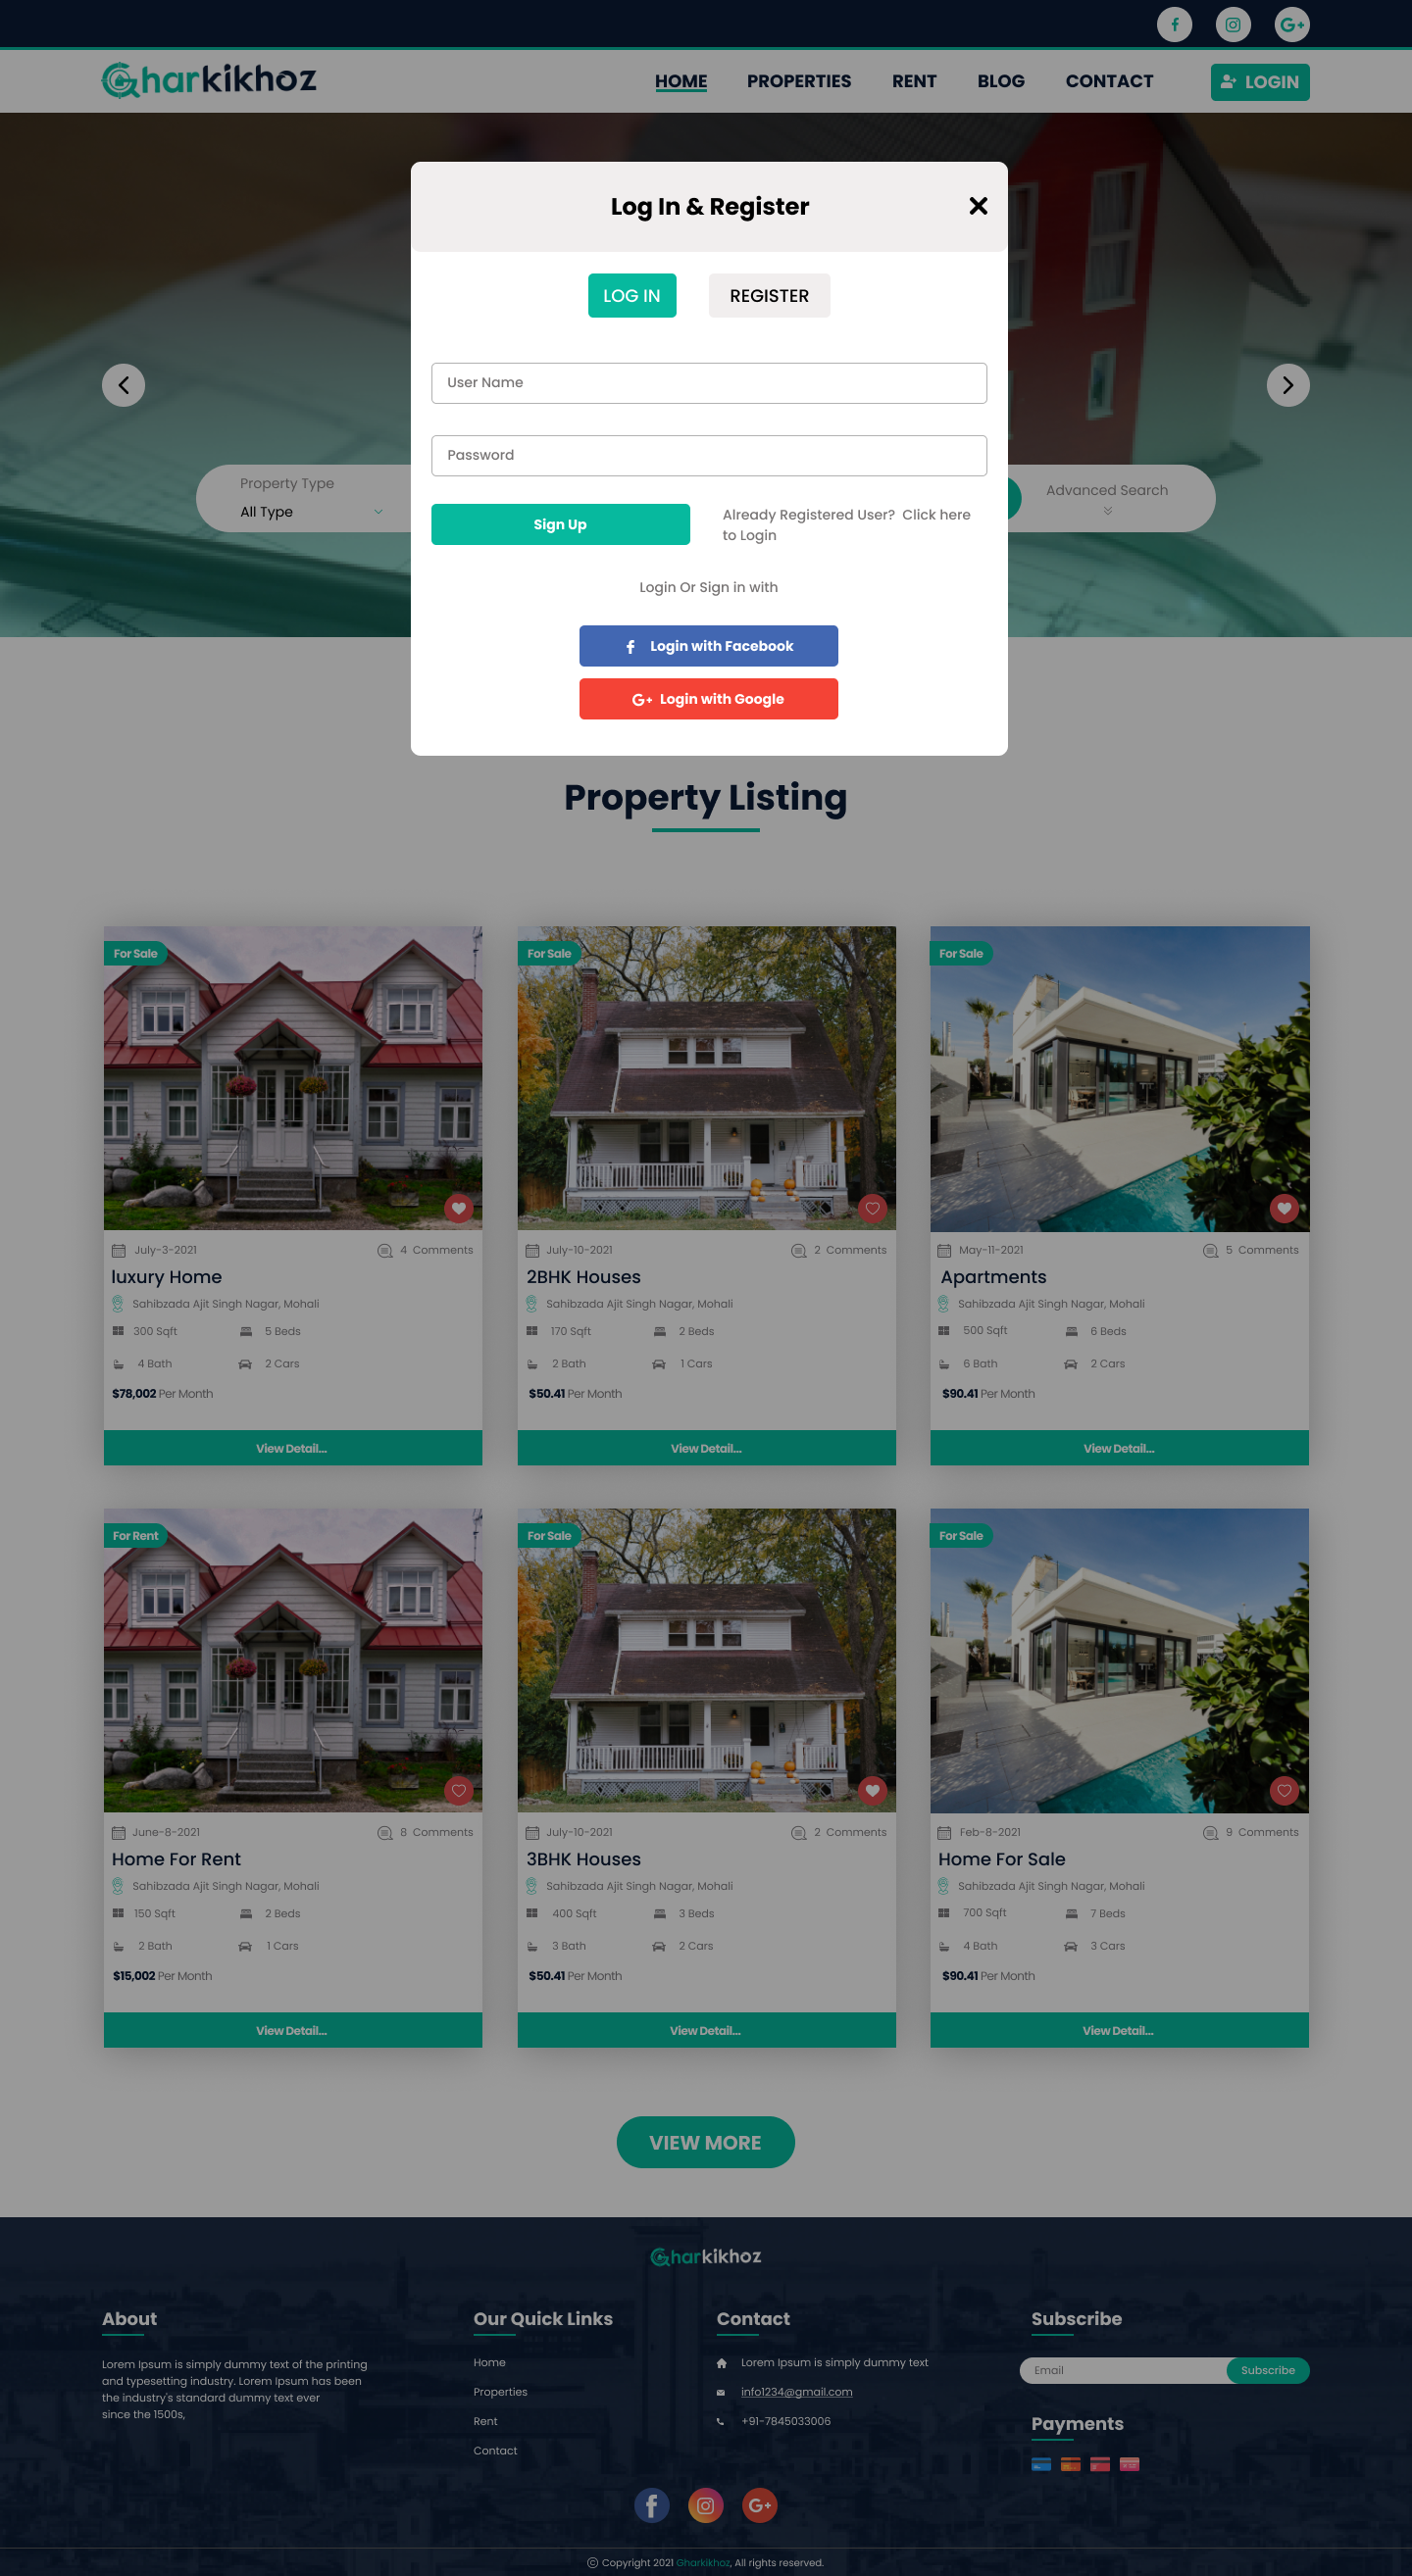 Gharkikhoz
HOME PROPERTIES RENT BLOG CONTACT LOGIN
Log In & Register
LOG IN REGISTER
User Name
Password
Sign Up
Already Registered User? Click here
to Login
Login Or Sign in with
Login with Facebook
Login with Google
Property Type
All Type
Advanced Search
Property Listing
For Sale
July-3-2021 4 Comments
luxury Home
Sahibzada Ajit Singh Nagar, Mohali
300 Sqft 5 Beds
4 Bath 2 Cars
$78,002 Per Month
View Detail...
For Sale
July-10-2021 2 Comments
2BHK Houses
Sahibzada Ajit Singh Nagar, Mohali
170 Sqft 2 Beds
2 Bath 1 Cars
$50.41 Per Month
View Detail...
For Sale
May-11-2021 5 Comments
Apartments
Sahibzada Ajit Singh Nagar, Mohali
500 Sqft 6 Beds
6 Bath 2 Cars
$90.41 Per Month
View Detail...
For Rent
June-8-2021 8 Comments
Home For Rent
Sahibzada Ajit Singh Nagar, Mohali
150 Sqft 2 Beds
2 Bath 1 Cars
$15,002 Per Month
View Detail...
For Sale
July-10-2021 2 Comments
3BHK Houses
Sahibzada Ajit Singh Nagar, Mohali
400 Sqft 3 Beds
3 Bath 2 Cars
$50.41 Per Month
View Detail...
For Sale
Feb-8-2021 9 Comments
Home For Sale
Sahibzada Ajit Singh Nagar, Mohali
700 Sqft 7 Beds
4 Bath 3 Cars
$90.41 Per Month
View Detail...
VIEW MORE
Gharkikhoz
About
Lorem Ipsum is simply dummy text of the printing
and typesetting industry. Lorem Ipsum has been
the industry's standard dummy text ever
since the 1500s,
Our Quick Links
Home
Properties
Rent
Contact
Contact
Lorem Ipsum is simply dummy text
info1234@gmail.com
+91-7845033006
Subscribe
Email Subscribe
Payments
© Copyright 2021 Gharkikhoz, All rights reserved.